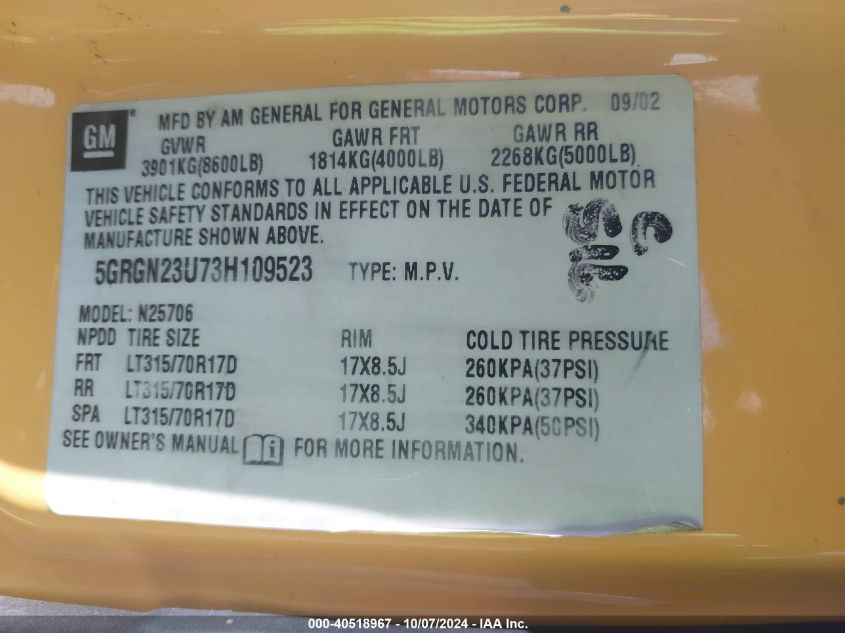 GM
MFD BY AM GENERAL FOR GENERAL MOTORS CORP. 09/02
GVWR GAWR FRT GAWR RR
3901KG(8600LB) 1814KG(4000LB) 2268KG(5000LB)
THIS VEHICLE CONFORMS TO ALL APPLICABLE U.S. FEDERAL MOTOR
VEHICLE SAFETY STANDARDS IN EFFECT ON THE DATE OF
MANUFACTURE SHOWN ABOVE.
5GRGN23U73H109523 TYPE: M.P.V.
MODEL: N25706
NPDD TIRE SIZE RIM COLD TIRE PRESSURE
FRT LT315/70R17D 17X8.5J 260KPA(37PSI)
RR LT315/70R17D 17X8.5J 260KPA(37PSI)
SPA LT315/70R17D 17X8.5J 340KPA(50PSI)
SEE OWNER'S MANUAL i FOR MORE INFORMATION.
000-40518967 - 10/07/2024 - IAA Inc.